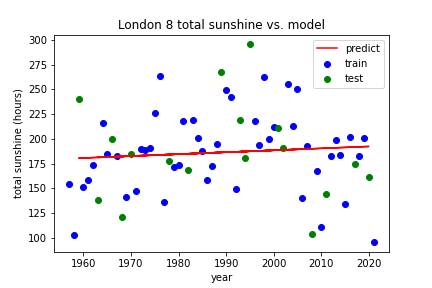 London 8 total sunshine vs. model
predict
train
test
total sunshine (hours)
300
275
250
225
200
175
150
125
100
1960 1970 1980 1990 2000 2010 2020
year